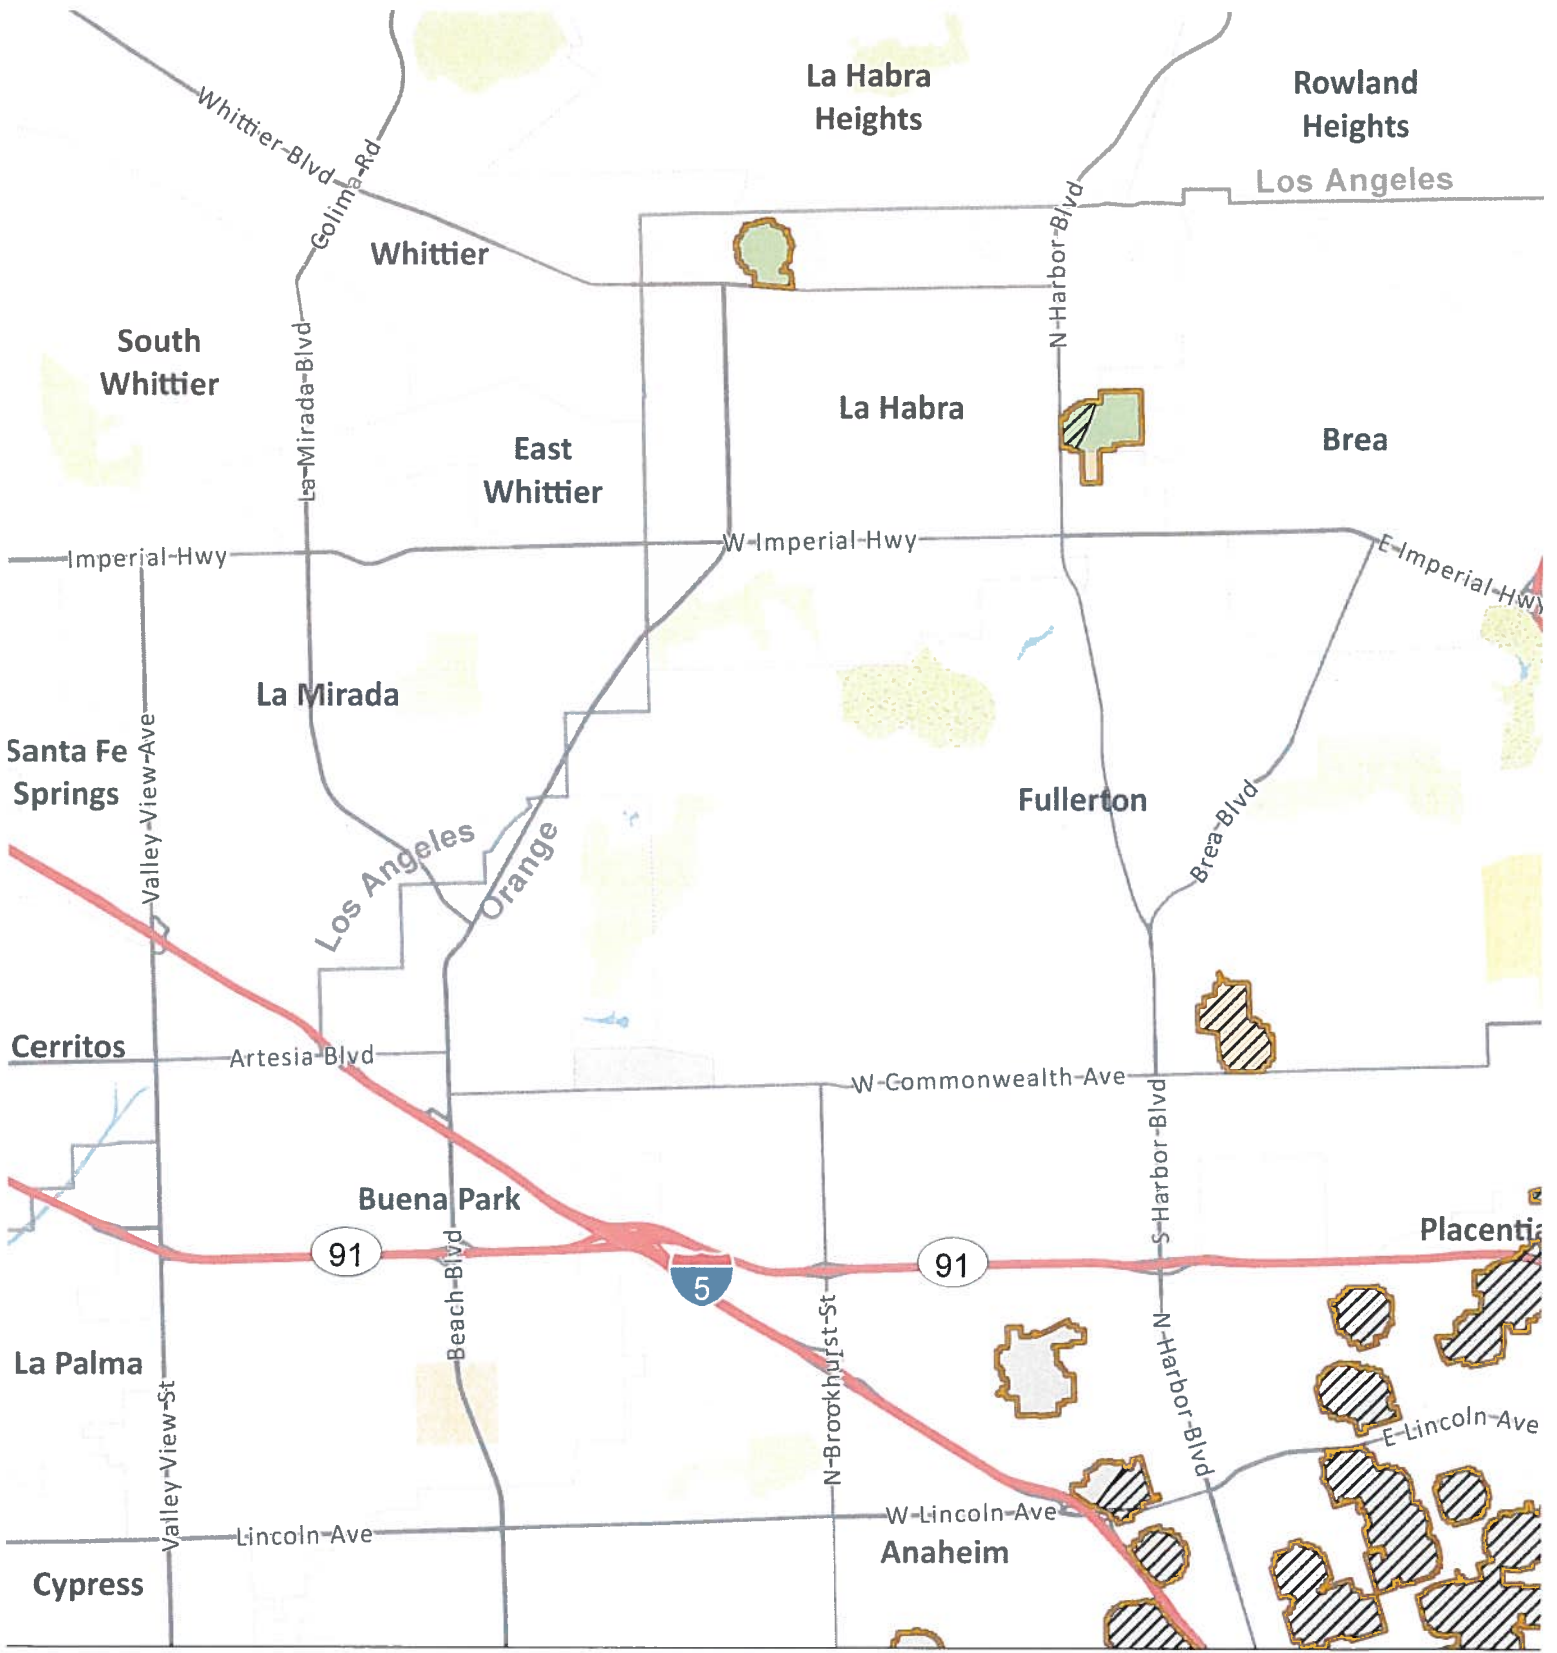 La Habra
Heights
Rowland
Heights
Whittier-Blvd
Colima-Rd
Los Angeles
N-Harbor-Blvd
Whittier
South
Whittier
La-Mirada-Blvd
La Habra
Brea
East
Whittier
Imperial-Hwy
W-Imperial-Hwy
E-Imperial-Hwy
La Mirada
Santa Fe
Springs
Valley-View-Ave
Fullerton
Brea-Blvd
Los Angeles
Orange
Cerritos
Artesia Blvd
W-Commonwealth-Ave
S-Harbor-Blvd
Buena Park
Placentia
91
5
91
Beach-Blvd
N-Brookhurst-St
N-Harbor-Blvd
La Palma
Valley-View-St
E-Lincoln-Ave
Lincoln-Ave
W-Lincoln-Ave
Anaheim
Cypress